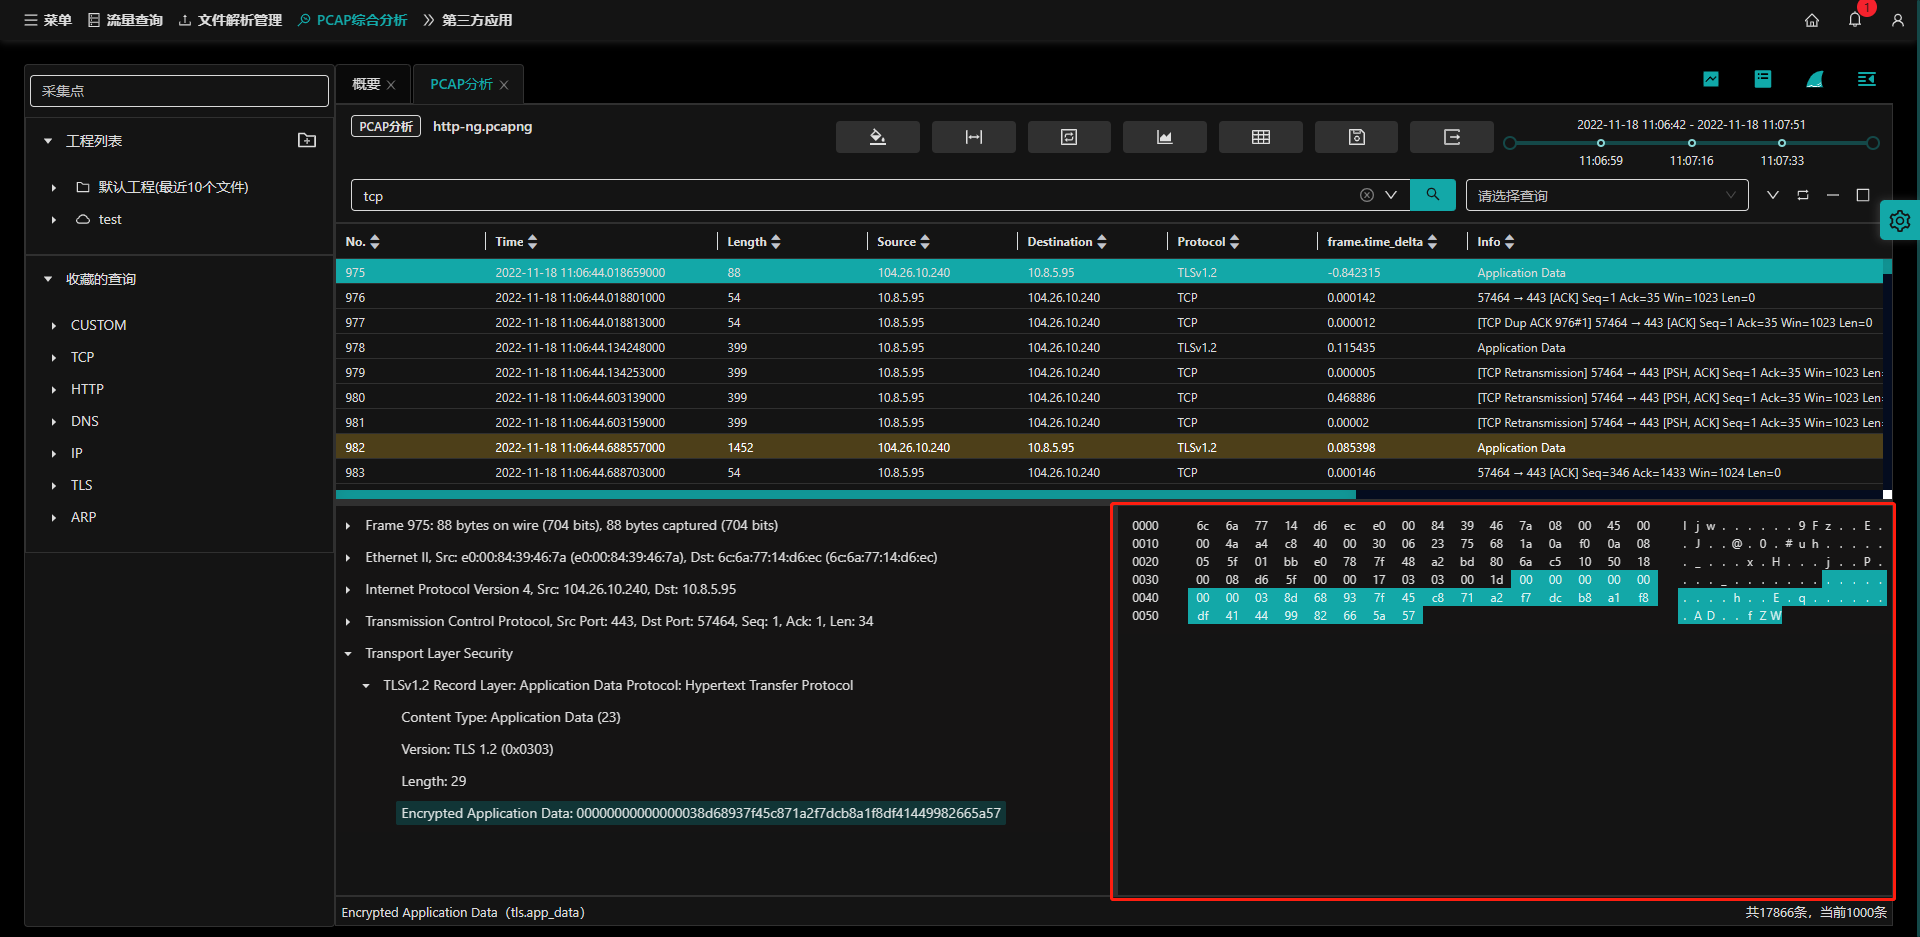 菜单 流量查询 文件解析管理 PCAP综合分析 第三方应用
1
采集点
工程列表
默认工程(最近10个文件)
test
收藏的查询
CUSTOM
TCP
HTTP
DNS
IP
TLS
ARP
概要 PCAP分析
PCAP分析 http-ng.pcapng
2022-11-18 11:06:42 - 2022-11-18 11:07:51
11:06:59 11:07:16 11:07:33
tcp
请选择查询
No. Time Length Source Destination Protocol frame.time_delta Info
975 2022-11-18 11:06:44.018659000 88 104.26.10.240 10.8.5.95 TLSv1.2 -0.842315 Application Data
976 2022-11-18 11:06:44.018801000 54 10.8.5.95 104.26.10.240 TCP 0.000142 57464 → 443 [ACK] Seq=1 Ack=35 Win=1023 Len=0
977 2022-11-18 11:06:44.018813000 54 10.8.5.95 104.26.10.240 TCP 0.000012 [TCP Dup ACK 976#1] 57464 → 443 [ACK] Seq=1 Ack=35 Win=1023 Len=0
978 2022-11-18 11:06:44.134248000 399 10.8.5.95 104.26.10.240 TLSv1.2 0.115435 Application Data
979 2022-11-18 11:06:44.134253000 399 10.8.5.95 104.26.10.240 TCP 0.000005 [TCP Retransmission] 57464 → 443 [PSH, ACK] Seq=1 Ack=35 Win=1023 Len=
980 2022-11-18 11:06:44.603139000 399 10.8.5.95 104.26.10.240 TCP 0.468886 [TCP Retransmission] 57464 → 443 [PSH, ACK] Seq=1 Ack=35 Win=1023 Len=
981 2022-11-18 11:06:44.603159000 399 10.8.5.95 104.26.10.240 TCP 0.00002 [TCP Retransmission] 57464 → 443 [PSH, ACK] Seq=1 Ack=35 Win=1023 Len=
982 2022-11-18 11:06:44.688557000 1452 104.26.10.240 10.8.5.95 TLSv1.2 0.085398 Application Data
983 2022-11-18 11:06:44.688703000 54 10.8.5.95 104.26.10.240 TCP 0.000146 57464 → 443 [ACK] Seq=346 Ack=1433 Win=1024 Len=0
Frame 975: 88 bytes on wire (704 bits), 88 bytes captured (704 bits)
Ethernet II, Src: e0:00:84:39:46:7a (e0:00:84:39:46:7a), Dst: 6c:6a:77:14:d6:ec (6c:6a:77:14:d6:ec)
Internet Protocol Version 4, Src: 104.26.10.240, Dst: 10.8.5.95
Transmission Control Protocol, Src Port: 443, Dst Port: 57464, Seq: 1, Ack: 1, Len: 34
Transport Layer Security
TLSv1.2 Record Layer: Application Data Protocol: Hypertext Transfer Protocol
Content Type: Application Data (23)
Version: TLS 1.2 (0x0303)
Length: 29
Encrypted Application Data: 00000000000000038d68937f45c871a2f7dcb8a1f8df41449982665a57
0000 6c 6a 77 14 d6 ec e0 00 84 39 46 7a 08 00 45 00 l j w . . . . . . 9 F z . . E .
0010 00 4a a4 c8 40 00 30 06 23 75 68 1a 0a f0 0a 08 . J . . @ . 0 . # u h . . . . .
0020 05 5f 01 bb e0 78 7f 48 a2 bd 80 6a c5 10 50 18 . _ . . . x . H . . . j . . P .
0030 00 08 d6 5f 00 00 17 03 03 00 1d 00 00 00 00 00 . . . _ . . . . . . . . . . . .
0040 00 00 03 8d 68 93 7f 45 c8 71 a2 f7 dc b8 a1 f8 . . . . h . . E . q . . . . . .
0050 df 41 44 99 82 66 5a 57 . A D . . f Z W
Encrypted Application Data（tls.app_data）
共17866条，当前1000条